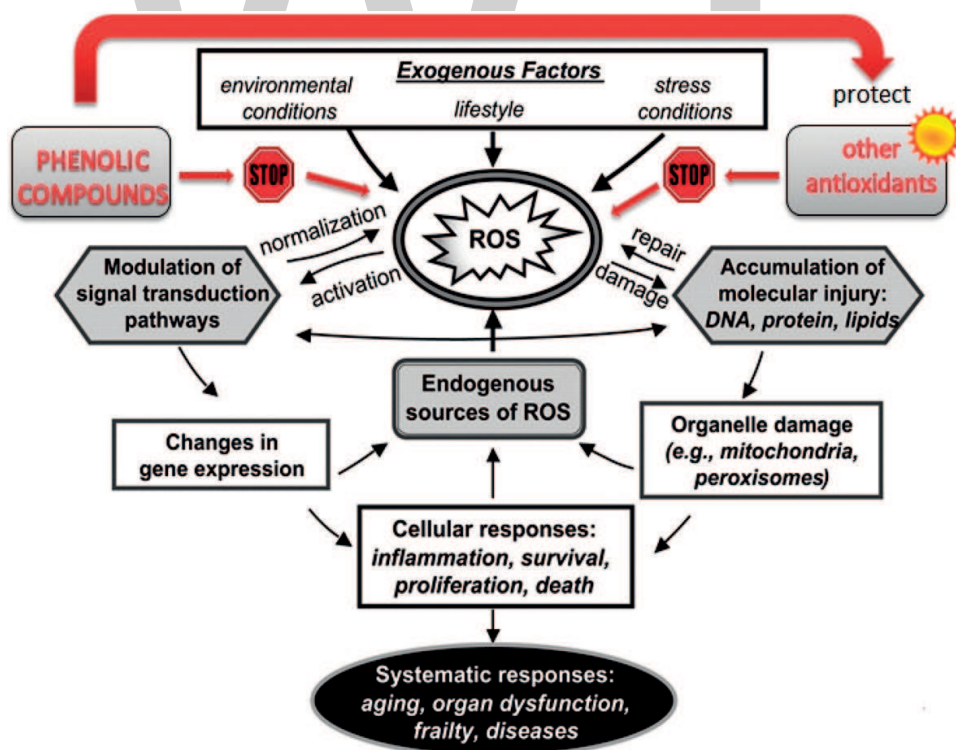 Exogenous Factors
environmental
conditions
lifestyle
stress
conditions
protect
PHENOLIC
COMPOUNDS
STOP
STOP
other
antioxidants
ROS
normalization
activation
repair
damage
Modulation of
signal transduction
pathways
Accumulation of
molecular injury:
DNA, protein, lipids
Endogenous
sources of ROS
Changes in
gene expression
Organelle damage
(e.g., mitochondria,
peroxisomes)
Cellular responses:
inflammation, survival,
proliferation, death
Systematic responses:
aging, organ dysfunction,
frailty, diseases